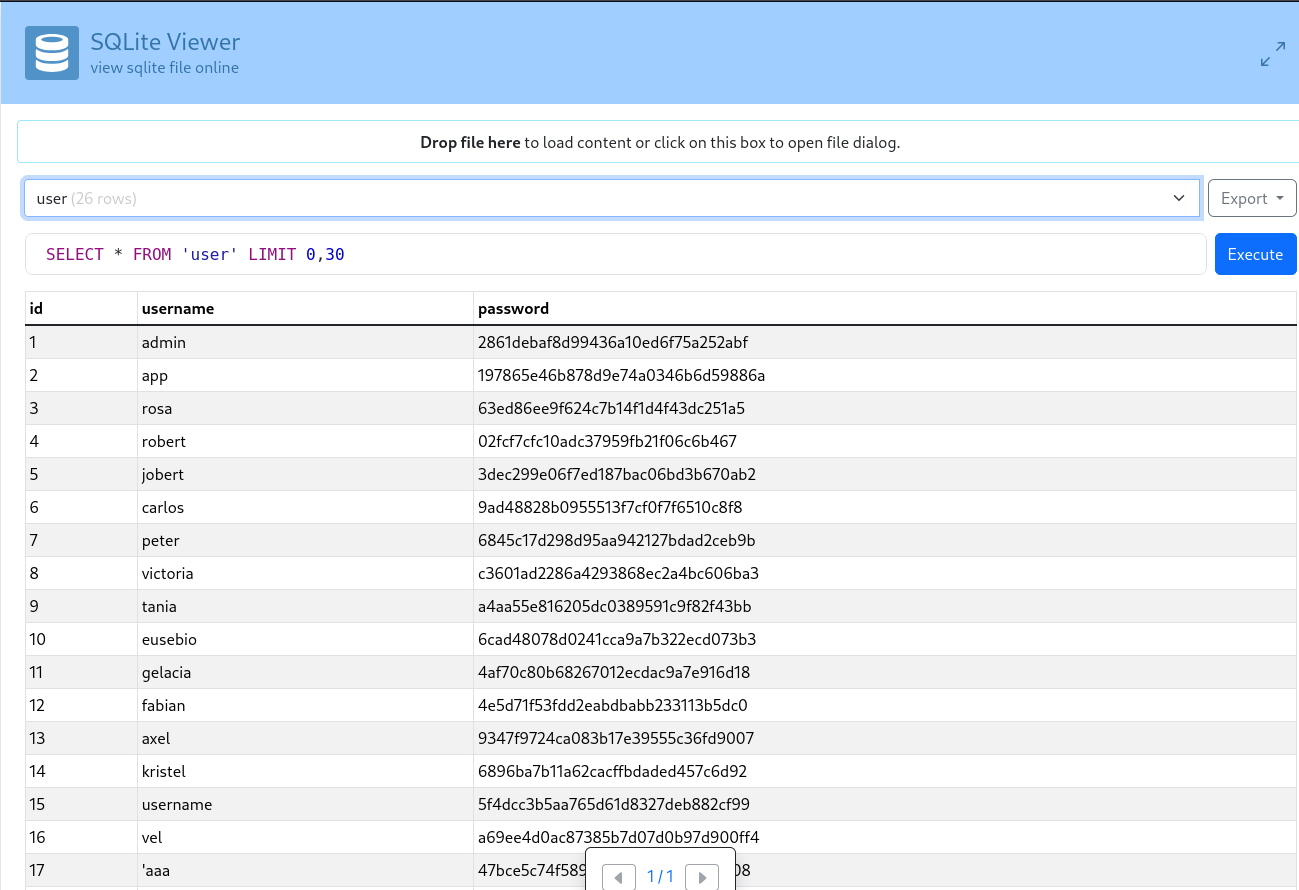 SQLite Viewer
view sqlite file online
Drop file here to load content or click on this box to open file dialog.
user (26 rows)
Export
SELECT * FROM 'user' LIMIT 0,30
Execute
id username password
1 admin 2861debaf8d99436a10ed6f75a252abf
2 app 197865e46b878d9e74a0346b6d59886a
3 rosa 63ed86ee9f624c7b14f1d4f43dc251a5
4 robert 02fcf7cfc10adc37959fb21f06c6b467
5 jobert 3dec299e06f7ed187bac06bd3b670ab2
6 carlos 9ad48828b0955513f7cf0f7f6510c8f8
7 peter 6845c17d298d95aa942127bdad2ceb9b
8 victoria c3601ad2286a4293868ec2a4bc606ba3
9 tania a4aa55e816205dc0389591c9f82f43bb
10 eusebio 6cad48078d0241cca9a7b322ecd073b3
11 gelacia 4af70c80b68267012ecdac9a7e916d18
12 fabian 4e5d71f53fdd2eabdbabb233113b5dc0
13 axel 9347f9724ca083b17e39555c36fd9007
14 kristel 6896ba7b11a62cacffbdaded457c6d92
15 username 5f4dcc3b5aa765d61d8327deb882cf99
16 vel a69ee4d0ac87385b7d07d0b97d900ff4
17 'aaa
1 / 1